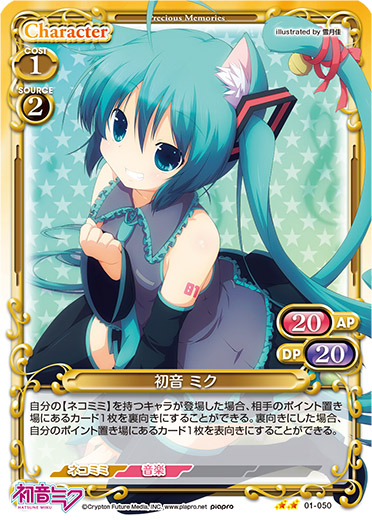 Precious Memories
Character
illustrated by 雪月佳
COST
1
SOURCE
2
01
20 AP
DP 20
初音 ミク
自分の【ネコミミ】を持つキャラが登場した場合、相手のポイント置き
場にあるカード1枚を裏向きにすることができる。裏向きにした場合、
自分のポイント置き場にあるカード1枚を表向きにすることができる。
ネコミミ 音楽
初音ミク
HATSUNE MIKU
©Crypton Future Media, INC. www.piapro.net piapro
01-050